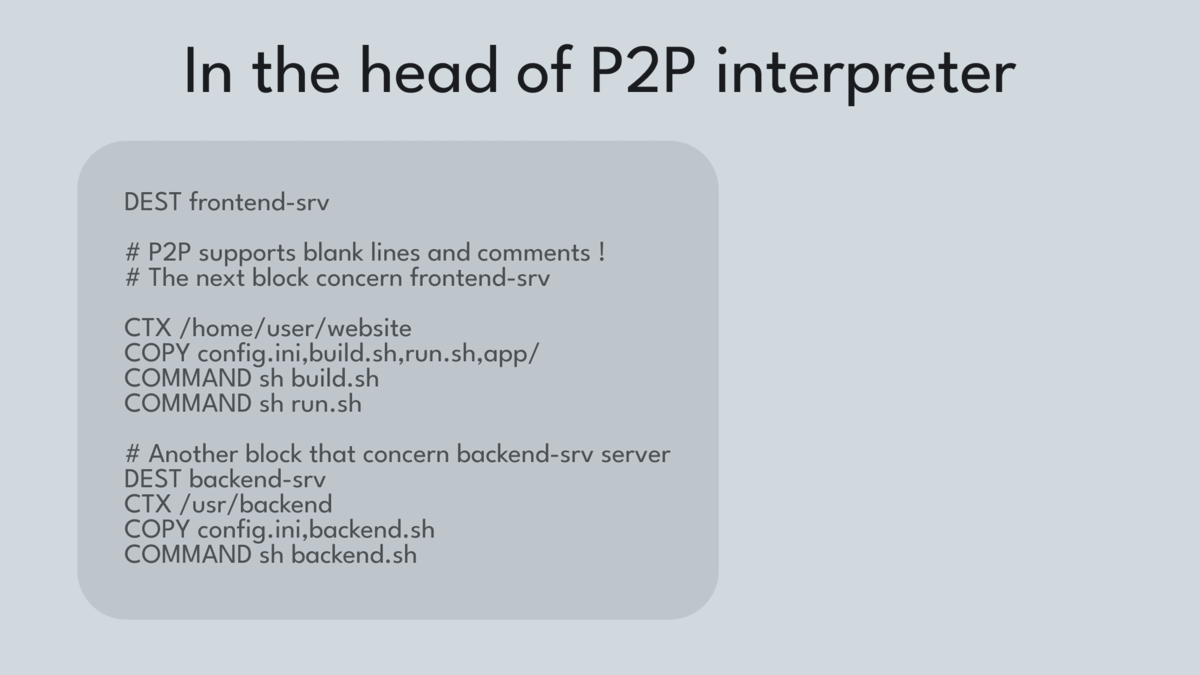 In the head of P2P interpreter
DEST frontend-srv
# P2P supports blank lines and comments !
# The next block concern frontend-srv
CTX /home/user/website
COPY config.ini,build.sh,run.sh,app/
COMMAND sh build.sh
COMMAND sh run.sh
# Another block that concern backend-srv server
DEST backend-srv
CTX /usr/backend
COPY config.ini,backend.sh
COMMAND sh backend.sh